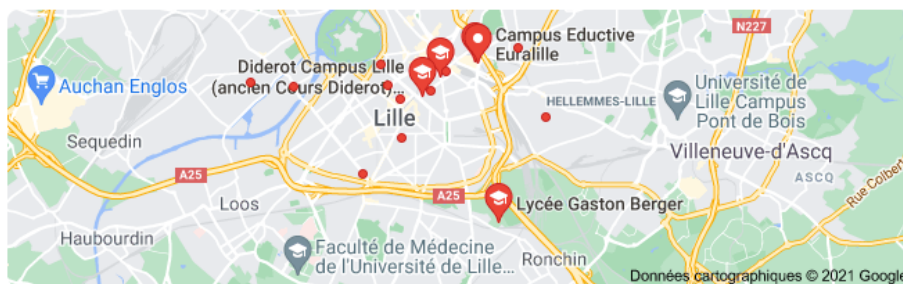 N227
Campus Eductive
Euralille
Diderot Campus Lille
(ancien Cours Diderot)...
Auchan Englos
Université de
Lille Campus
Pont de Bois
HELLEMMES-LILLE
Lille
Sequedin
Villeneuve-d'Ascq
A25
ASCQ
A25
Loos
Lycée Gaston Berger
Rue Colbert
Haubourdin
Faculté de Médecine
de l'Université de Lille...
Ronchin
Données cartographiques © 2021 Google